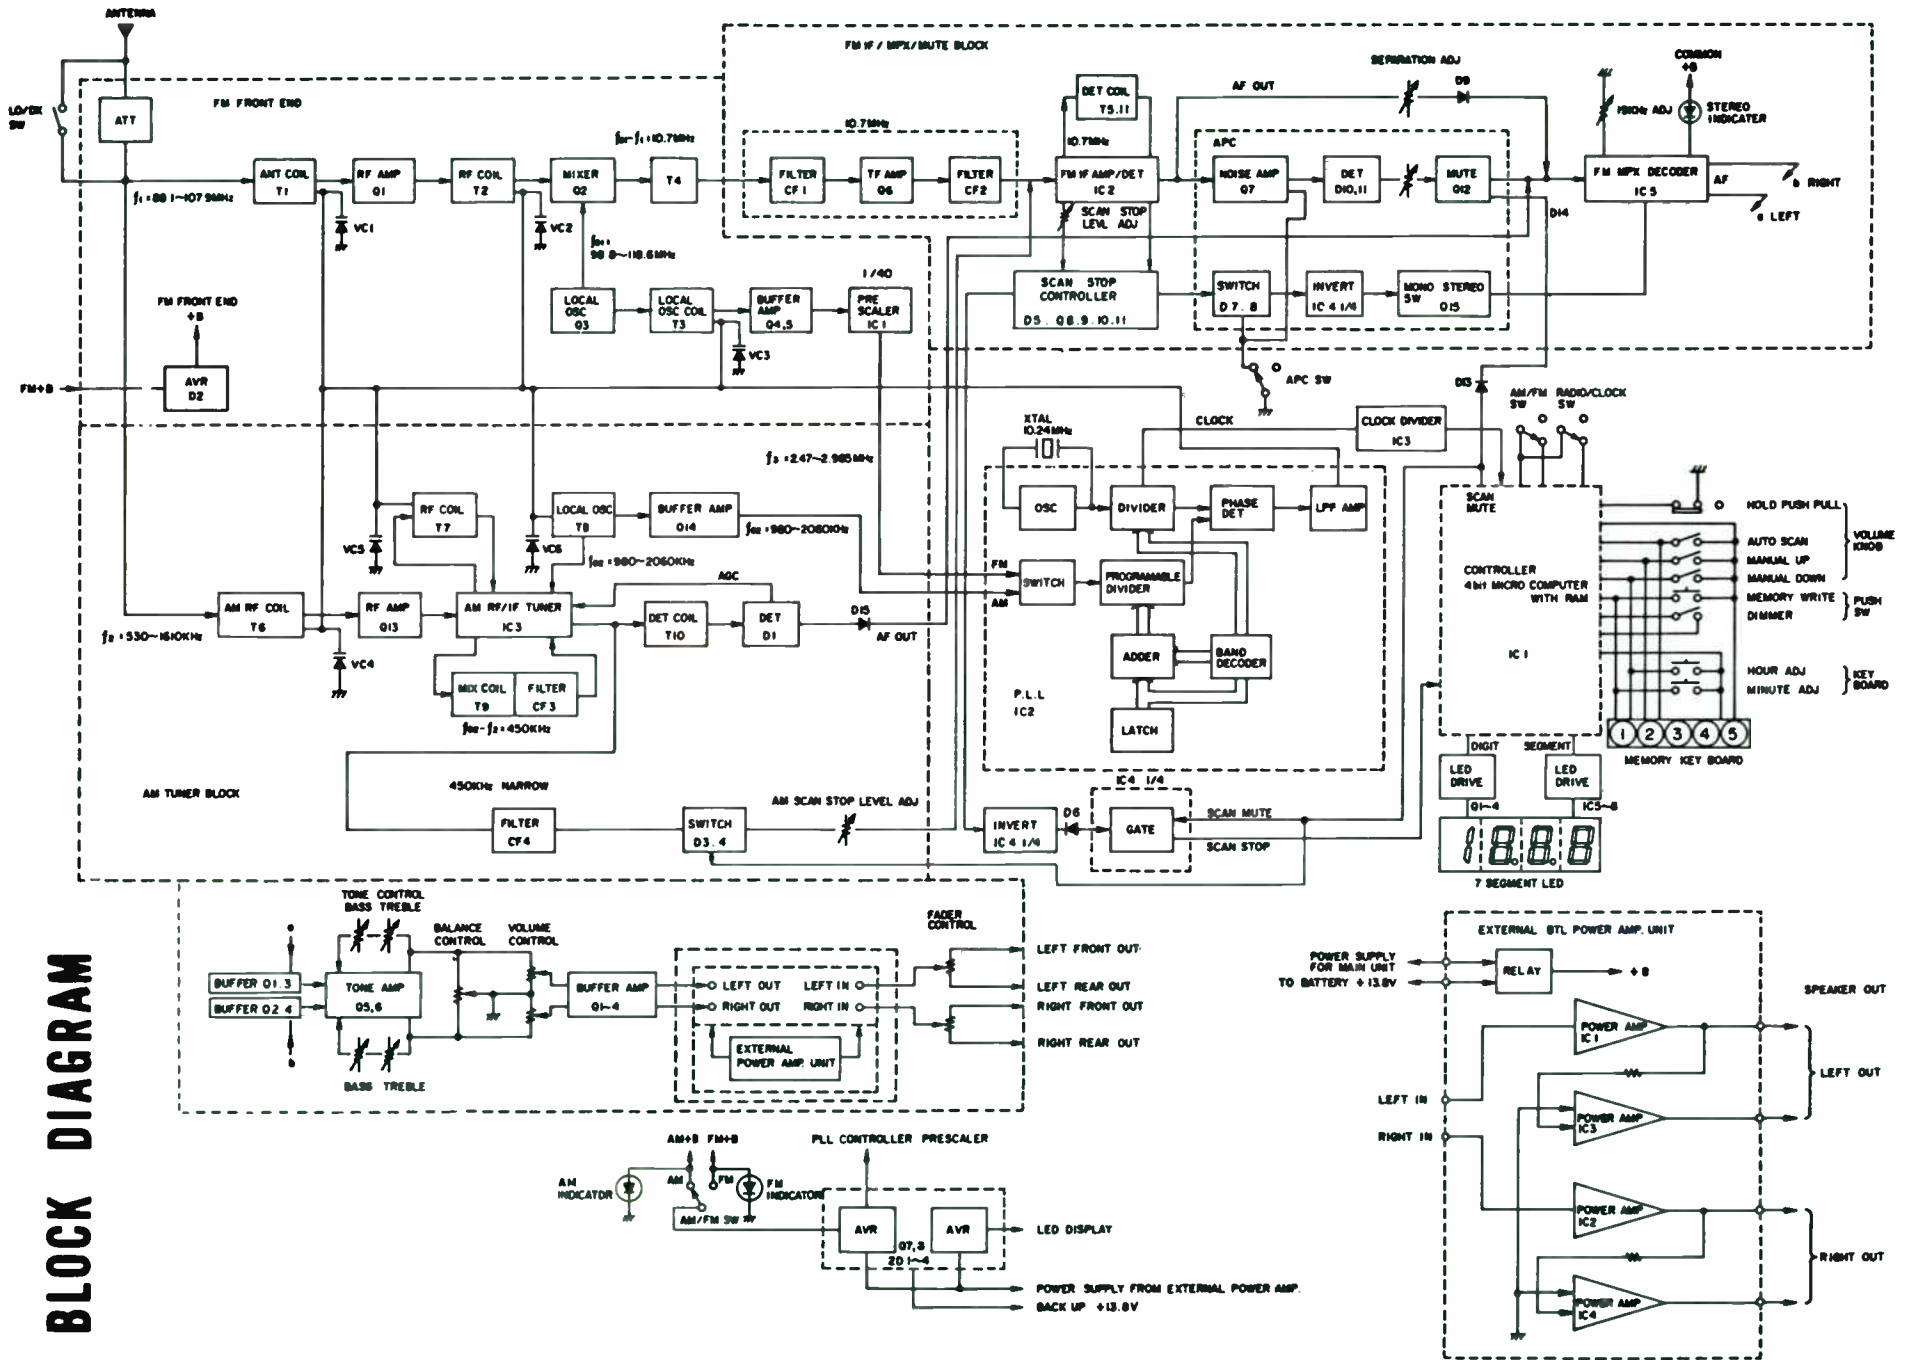 ANTENNA
LO/DX
SW
ATT
FM FRONT END
f1=88.1~107.9MHz
ANT COIL
T1
RF AMP
Q1
RF COIL
T2
MIXER
Q2
T4
f01-f1=10.7MHz
VC1
VC2
f01=
98.8~118.6MHz
LOCAL
OSC
Q3
LOCAL
OSC COIL
T3
BUFFER
AMP
Q4,5
1/40
PRE
SCALER
IC1
VC3
FM FRONT END
+B
AVR
D2
FM+B
FM IF/MPX/MUTE BLOCK
10.7MHz
FILTER
CF1
TF AMP
Q6
FILTER
CF2
DET COIL
T5.11
10.7MHz
FM IF AMP/DET
IC2
SCAN STOP
LEVL ADJ
SCAN STOP
CONTROLLER
D5. Q8.9.10.11
AF OUT
SEPARATION ADJ
D9
APC
NOISE AMP
Q7
DET
D10,11
MUTE
Q12
D14
SWITCH
D7.8
INVERT
IC4 1/4
MONO STEREO
SW
Q15
APC SW
19KHz ADJ
COMMON
+B
STEREO
INDICATER
FM MPX DECODER
IC5
AF
b RIGHT
a LEFT
D13
AM/FM
SW
RADIO/CLOCK
SW
XTAL
10.24MHz
CLOCK
CLOCK DIVIDER
IC3
f3=2.47~2.965MHz
OSC
DIVIDER
PHASE
DET
LPF AMP
FM
AM
SWITCH
PROGRAMABLE
DIVIDER
ADDER
BAND
DECODER
LATCH
P.L.L
IC2
SCAN
MUTE
CONTROLLER
4bit MICRO COMPUTER
WITH RAM
IC1
HOLD PUSH PULL
AUTO SCAN
MANUAL UP
MANUAL DOWN
VOLUME
KNOB
MEMORY WRITE
DIMMER
PUSH
SW
HOUR ADJ
MINUTE ADJ
KEY
BOARD
1 2 3 4 5
MEMORY KEY BOARD
DIGIT
SEGMENT
LED
DRIVE
Q1~4
LED
DRIVE
IC5~8
18.8.8
7 SEGMENT LED
RF COIL
T7
VC5
LOCAL OSC
T8
VC6
BUFFER AMP
Q14
f02=980~2060KHz
f02=980~2060KHz
AM RF COIL
T6
f2=530~1610KHz
VC4
RF AMP
Q13
AM RF/IF TUNER
IC3
AGC
DET COIL
T10
DET
D1
D15
AF OUT
MIX COIL
T9
FILTER
CF3
f02-f2=450KHz
AM TUNER BLOCK
450KHz NARROW
FILTER
CF4
SWITCH
D3.4
AM SCAN STOP LEVEL ADJ
INVERT
IC4 1/4
D6
IC4 1/4
GATE
SCAN MUTE
SCAN STOP
TONE CONTROL
BASS TREBLE
BALANCE
CONTROL
VOLUME
CONTROL
a
BUFFER Q1.3
BUFFER Q2.4
b
TONE AMP
Q5,6
BASS TREBLE
BUFFER AMP
Q1~4
LEFT OUT
RIGHT OUT
LEFT IN
RIGHT IN
EXTERNAL
POWER AMP. UNIT
FADER
CONTROL
LEFT FRONT OUT
LEFT REAR OUT
RIGHT FRONT OUT
RIGHT REAR OUT
AM+B
FM+B
AM
INDICATOR
AM
FM
FM
INDICATOR
AM/FM SW
PLL CONTROLLER PRESCALER
AVR
AVR
Q7,8
ZD1~4
LED DISPLAY
POWER SUPPLY FROM EXTERNAL POWER AMP.
BACK UP +13.8V
EXTERNAL BTL POWER AMP. UNIT
POWER SUPPLY
FOR MAIN UNIT
TO BATTERY +13.8V
RELAY
+B
SPEAKER OUT
POWER AMP
IC1
POWER AMP
IC3
LEFT OUT
LEFT IN
RIGHT IN
POWER AMP
IC2
POWER AMP
IC4
RIGHT OUT
BLOCK DIAGRAM